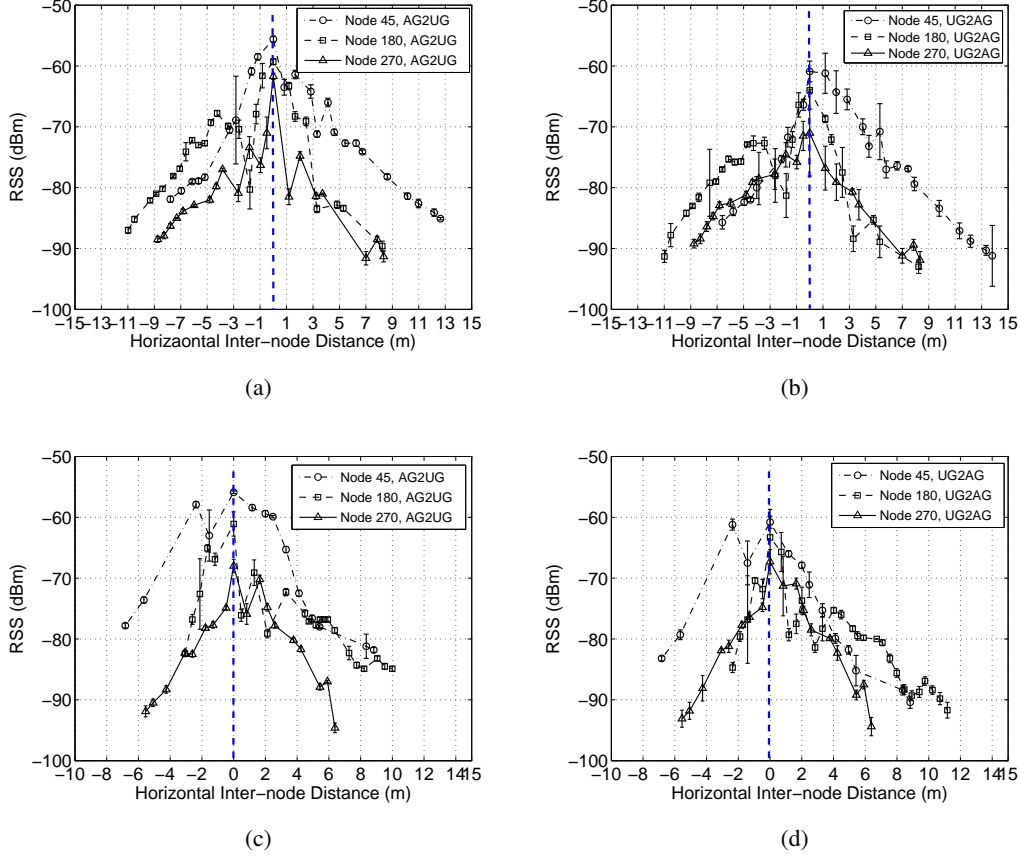 −50
−60
−70
−80
−90
−100
RSS (dBm)
Node 45, AG2UG
Node 180, AG2UG
Node 270, AG2UG
−15−13−11 −9 −7 −5 −3 −1 1 3 5 7 9 11 13 15
Horizaontal Inter−node Distance (m)
(a)
−50
−60
−70
−80
−90
−100
RSS (dBm)
Node 45, UG2AG
Node 180, UG2AG
Node 270, UG2AG
−15−13−11 −9 −7 −5 −3 −1 1 3 5 7 9 11 13 15
Horizontal Inter−node Distance (m)
(b)
−50
−60
−70
−80
−90
−100
RSS (dBm)
Node 45, AG2UG
Node 180, AG2UG
Node 270, AG2UG
−10 −8 −6 −4 −2 0 2 4 6 8 10 12 1415
Horizontal Inter−node Distance (m)
(c)
−50
−60
−70
−80
−90
−100
RSS (dBm)
Node 45, UG2AG
Node 180, UG2AG
Node 270, UG2AG
−10 −8 −6 −4 −2 0 2 4 6 8 10 12 1415
Horizontal Inter−node Distance (m)
(d)